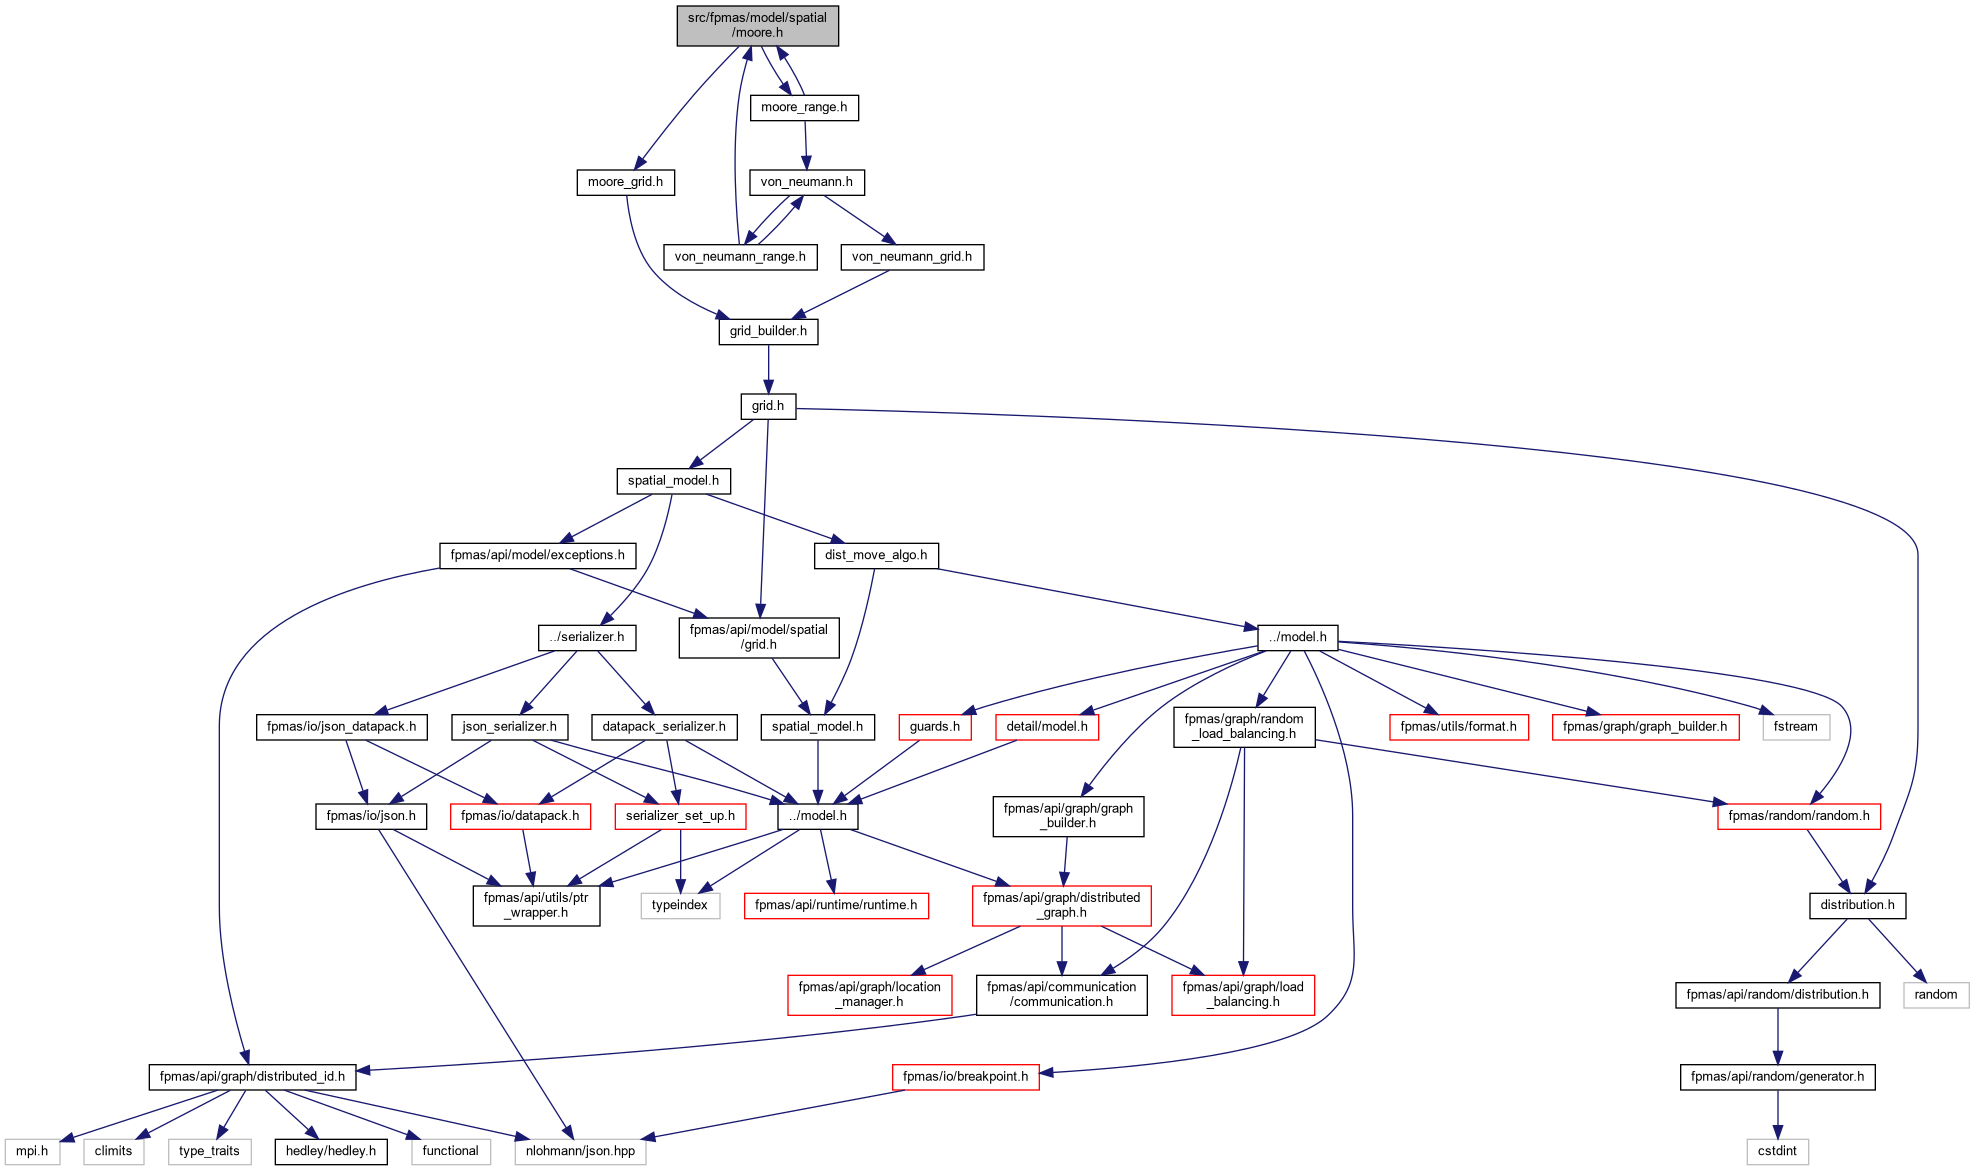 src/fpmas/model/spatial
/moore.h
moore_range.h
moore_grid.h
von_neumann.h
von_neumann_range.h
von_neumann_grid.h
grid_builder.h
grid.h
spatial_model.h
fpmas/api/model/exceptions.h
dist_move_algo.h
../serializer.h
fpmas/api/model/spatial
/grid.h
../model.h
fpmas/io/json_datapack.h
json_serializer.h
datapack_serializer.h
spatial_model.h
guards.h
detail/model.h
fpmas/graph/random
_load_balancing.h
fpmas/utils/format.h
fpmas/graph/graph_builder.h
fstream
fpmas/io/json.h
fpmas/io/datapack.h
serializer_set_up.h
../model.h
fpmas/api/graph/graph
_builder.h
fpmas/random/random.h
fpmas/api/utils/ptr
_wrapper.h
typeindex
fpmas/api/runtime/runtime.h
fpmas/api/graph/distributed
_graph.h
distribution.h
fpmas/api/graph/location
_manager.h
fpmas/api/communication
/communication.h
fpmas/api/graph/load
_balancing.h
fpmas/api/random/distribution.h
random
fpmas/api/graph/distributed_id.h
fpmas/io/breakpoint.h
fpmas/api/random/generator.h
mpi.h
climits
type_traits
hedley/hedley.h
functional
nlohmann/json.hpp
cstdint